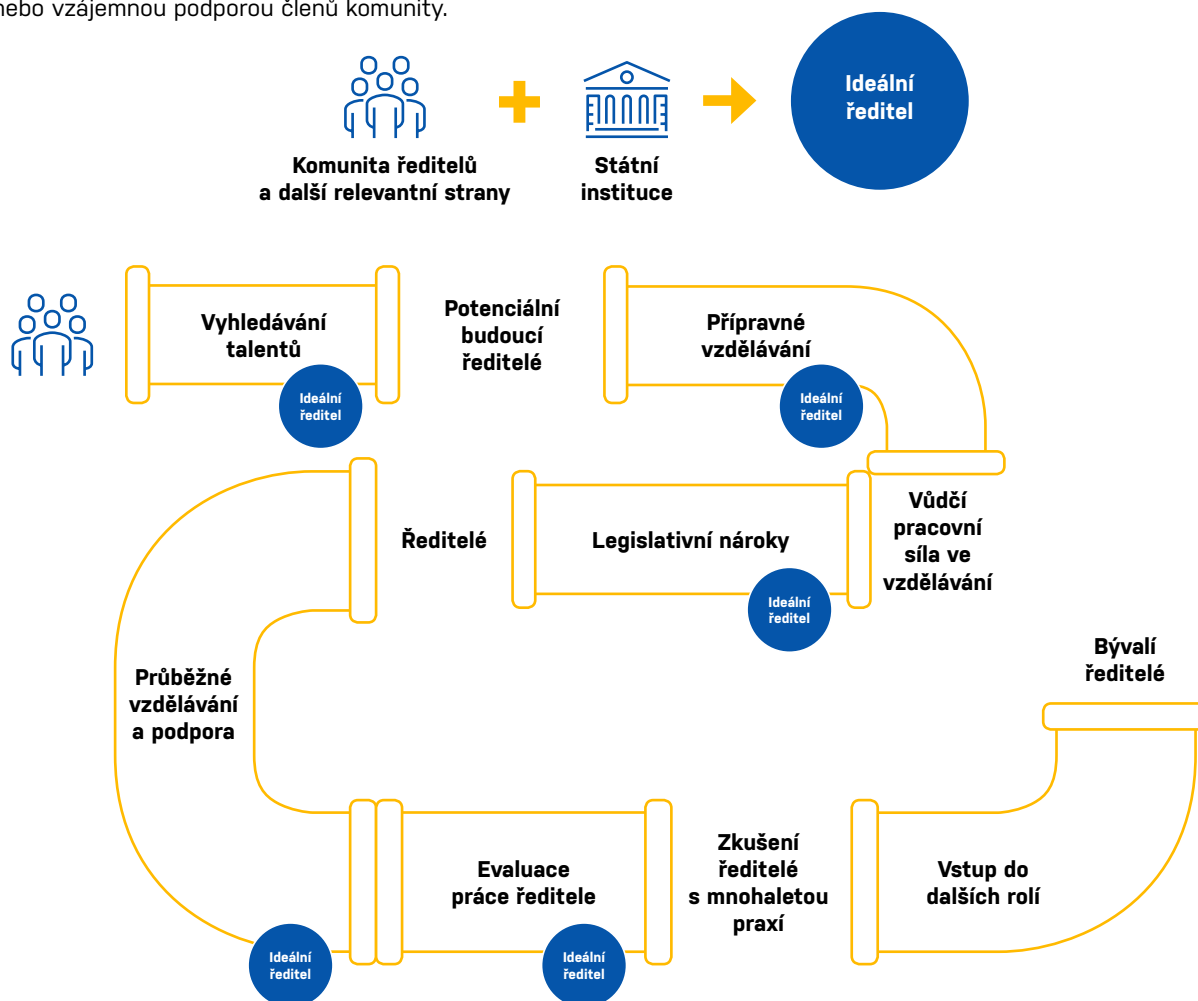 nebo vzájemnou podporou členů komunity.
Ideální
ředitel
Komunita ředitelů
a další relevantní strany
Státní
instituce
Vyhledávání
talentů
Ideální
ředitel
Potenciální
budoucí
ředitelé
Přípravné
vzdělávání
Ideální
ředitel
Vůdčí
pracovní
síla ve
vzdělávání
Legislativní nároky
Ideální
ředitel
Ředitelé
Průběžné
vzdělávání
a podpora
Ideální
ředitel
Evaluace
práce ředitele
Ideální
ředitel
Zkušení
ředitelé
s mnohaletou
praxí
Vstup do
dalších rolí
Bývalí
ředitelé